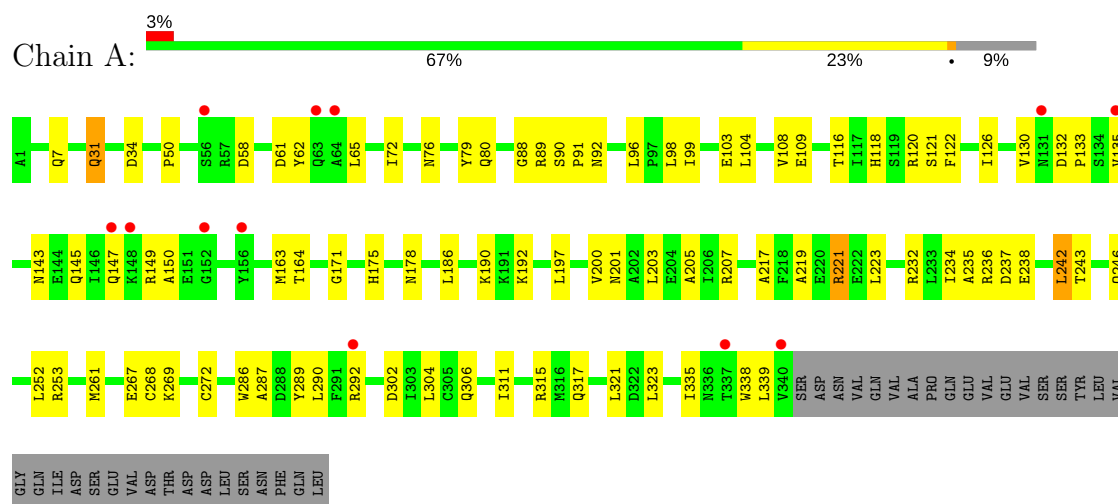 3%
Chain A:
67% 23% • 9%
A1 Q7 Q31 D34 P50 S56 R57 D58 D61 Y62 Q63 A64 L65 I72 N76 Y79 Q80 G88 R89 S90 P91 N92 L96 P97 L98 I99 E103 L104 V108 E109 T116 I117 H118 S119 R120 S121 F122 I126 V130 N131 D132 P133 S134 V135
N143 E144 Q145 I146 Q147 K148 R149 A150 E151 G152 Y156 M163 T164 G171 H175 N178 L186 K190 K191 K192 L197 V200 N201 A202 L203 E204 A205 I206 R207 A217 F218 A219 E220 R221 E222 L223 R232 L233 I234 A235 R236 D237 E238 L242 T243 Q246
L252 R253 M261 E267 C268 K269 C272 W286 A287 D288 Y289 L290 F291 R292 D302 I303 L304 C305 Q306 I311 R315 M316 Q317 L321 D322 L323 I335 N336 T337 W338 L339 V340 SER ASP ASN VAL GLN VAL ALA PRO GLN GLU VAL GLU VAL SER SER TYR LEU VAL
GLY GLN ILE ASP SER GLU VAL ASP THR ASP ASP LEU SER ASN PHE GLN LEU